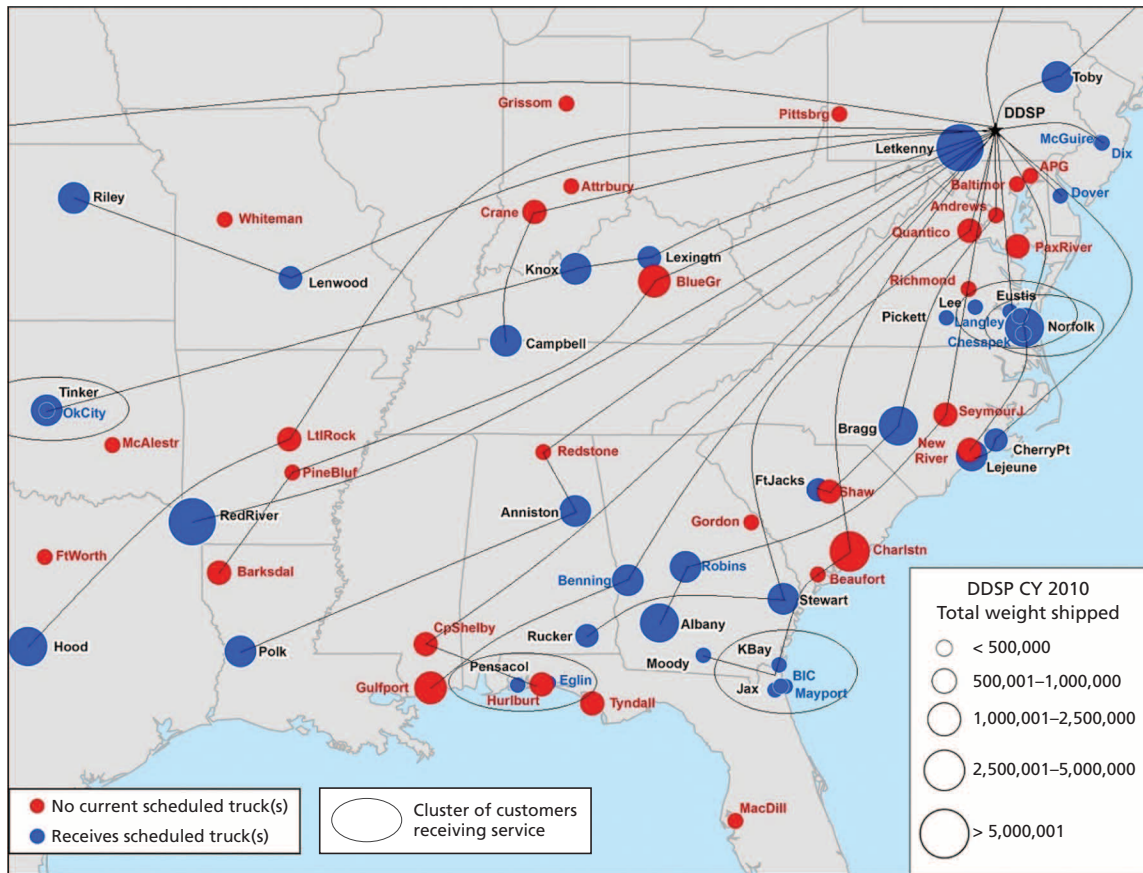 Toby
Grissom
Pittsbrg
DDSP
McGuire
Dix
Letkenny
APG
Baltimor
Dover
Attrbury
Riley
Crane
Andrews
Whiteman
Quantico
PaxRiver
Lexingtn
Knox
BlueGr
Lenwood
Richmond
Eustis
Lee
Pickett
Langley
Norfolk
Chesapek
Campbell
Tinker
OkCity
McAlestr
LtlRock
SeymourJ
Bragg
New
River
CherryPt
Lejeune
PineBluf
Redstone
FtJacks
Shaw
RedRiver
Anniston
Gordon
FtWorth
Barksdal
Charlstn
Benning
Robins
Beaufort
Stewart
Hood
Polk
CpShelby
Rucker
Albany
Moody
KBay
Pensacol
Eglin
BIC
Jax
Mayport
Gulfport
Hurlburt
Tyndall
MacDill
DDSP CY 2010
Total weight shipped
< 500,000
500,001–1,000,000
1,000,001–2,500,000
2,500,001–5,000,000
> 5,000,001
No current scheduled truck(s)
Receives scheduled truck(s)
Cluster of customers
receiving service